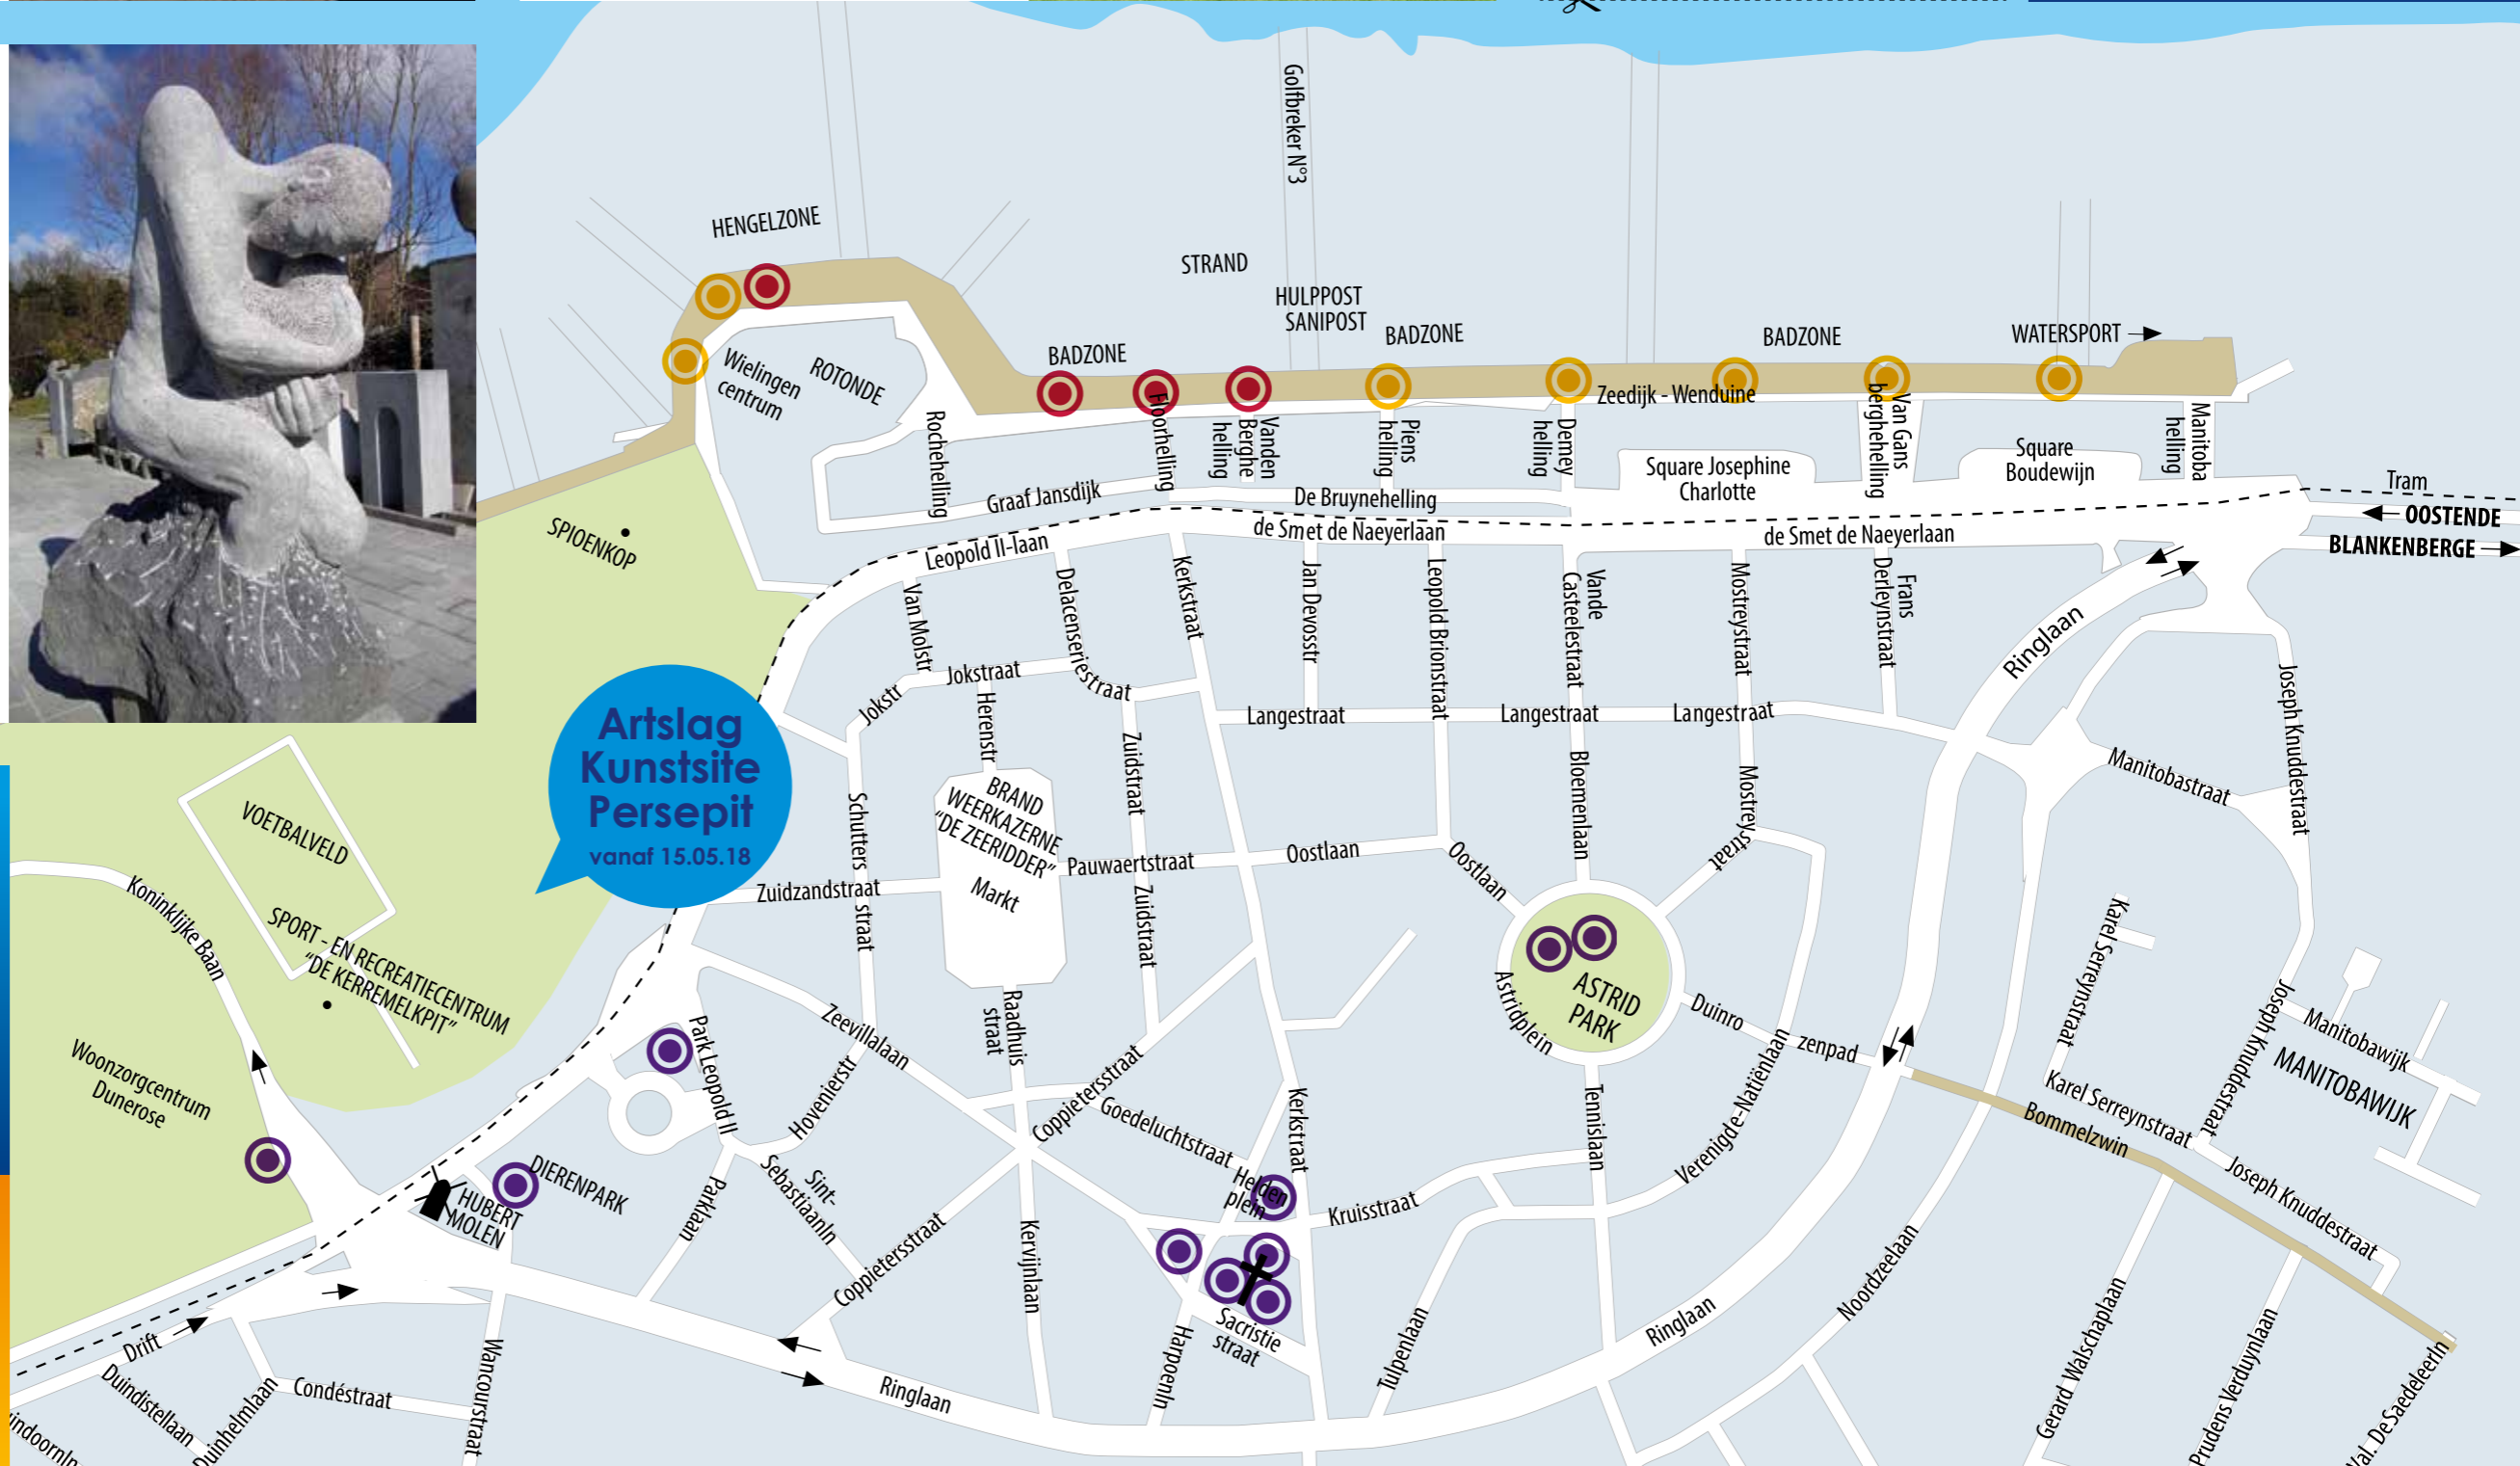 Golfbreker N°3
HENGELZONE
STRAND
HULPPOST
SANIPOST
BADZONE
BADZONE
BADZONE
WATERSPORT
Wielingen
centrum
ROTONDE
Zeedijk - Wenduine
Rochehelling
Floorhelling
Vanden
Berghe
helling
Piens
helling
Demey
helling
Van Gans
berghehelling
Manitoba
helling
Square Josephine
Charlotte
Square
Boudewijn
Graaf Jansdijk
De Bruynehelling
Tram
OOSTENDE
BLANKENBERGE
SPIOENKOP
Leopold II-laan
de Smet de Naeyerlaan
de Smet de Naeyerlaan
Van Molstr
Delacenseriestraat
Kerkstraat
Jan Devosstr
Leopold Brionstraat
Vande
Casteelestraat
Mostreystraat
Frans
Derleynstraat
Ringlaan
Joseph Knuddestraat
Jokstraat
Jokstr
Herenstr
Langestraat
Langestraat
Langestraat
Artslag
Kunstsite
Persepit
vanaf 15.05.18
Zuidstraat
Bloemenlaan
Mostrey
straat
Manitobastraat
VOETBALVELD
Schutters
straat
BRAND
WEERKAZERNE
"DE ZEERIDDER"
Markt
Pauwaertstraat
Oostlaan
Oostlaan
Zuidzandstraat
Zuidstraat
Koninklijke Baan
SPORT - EN RECREATIECENTRUM
"DE KERREMELKPIT"
Karel Serreynstraat
ASTRID
PARK
Astridplein
Duinro
zenpad
Joseph Knuddestraat
Manitobawijk
MANITOBAWIJK
Woonzorgcentrum
Dunerose
Park Leopold II
Zeevillalaan
Raadhuis
straat
Hovenierstr
Coppietersstraat
Goedeluchtstraat
Kerkstraat
Tennislaan
Verenigde-Natiënlaan
Karel Serreynstraat
Bommelzwin
Joseph Knuddestraat
HUBERT
MOLEN
DIERENPARK
Parklaan
Sint-
Sebastiaanln
Helden
plein
Kruisstraat
Coppietersstraat
Kervijnlaan
Noordzeelaan
Drift
Duindistellaan
Duinhelmlaan
Condéstraat
Wancourstraat
Ringlaan
Harpoenln
Sacristie
straat
Tulpenlaan
Ringlaan
Gerard Walschaplaan
Prudens Verduynlaan
Val. De Saedeleerln